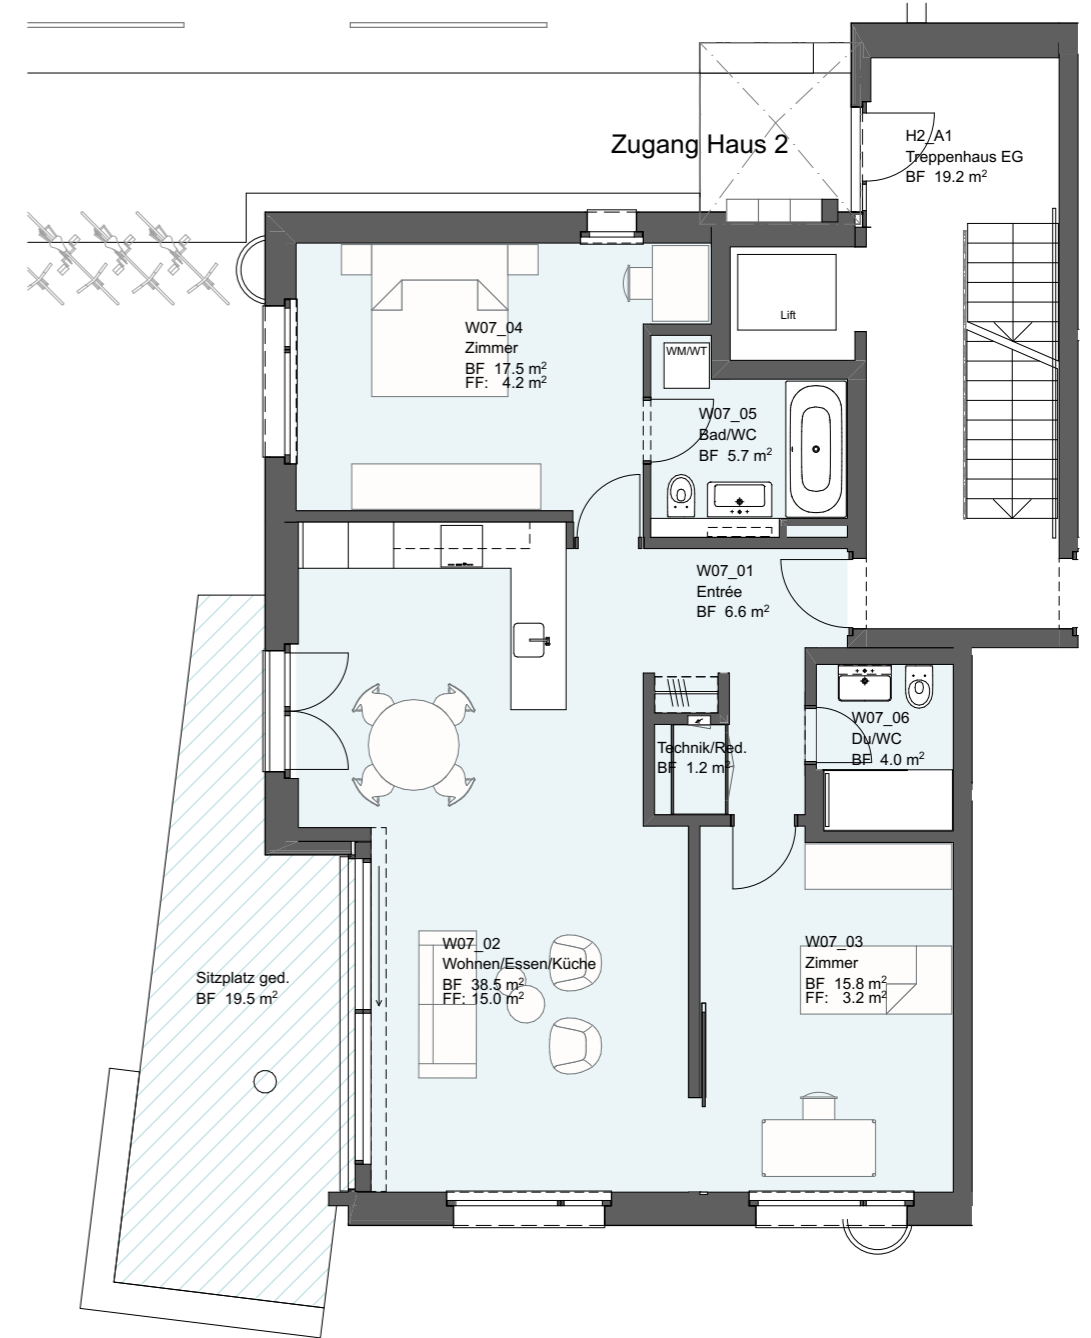 Zugang Haus 2
H2_A1
Treppenhaus EG
BF 19.2 m²
Lift
W07_04
Zimmer
BF 17.5 m²
FF: 4.2 m²
WM/WT
W07_05
Bad/WC
BF 5.7 m²
W07_01
Entrée
BF 6.6 m²
W07_06
Du/WC
BF 4.0 m²
Technik/Red.
BF 1.2 m²
W07_02
Wohnen/Essen/Küche
BF 38.5 m²
FF: 15.0 m²
W07_03
Zimmer
BF 15.8 m²
FF: 3.2 m²
Sitzplatz ged.
BF 19.5 m²